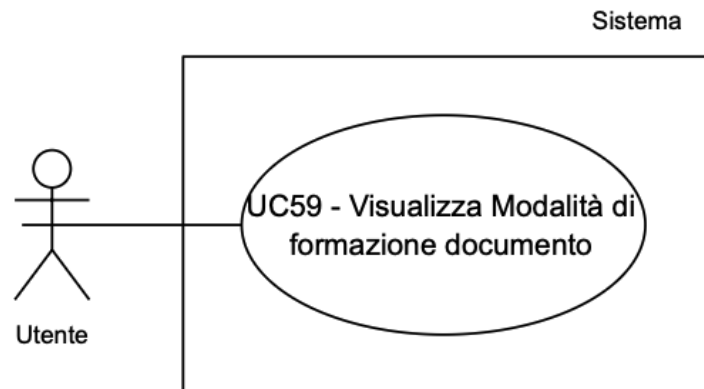 Sistema
UC59 - Visualizza Modalità di
formazione documento
Utente